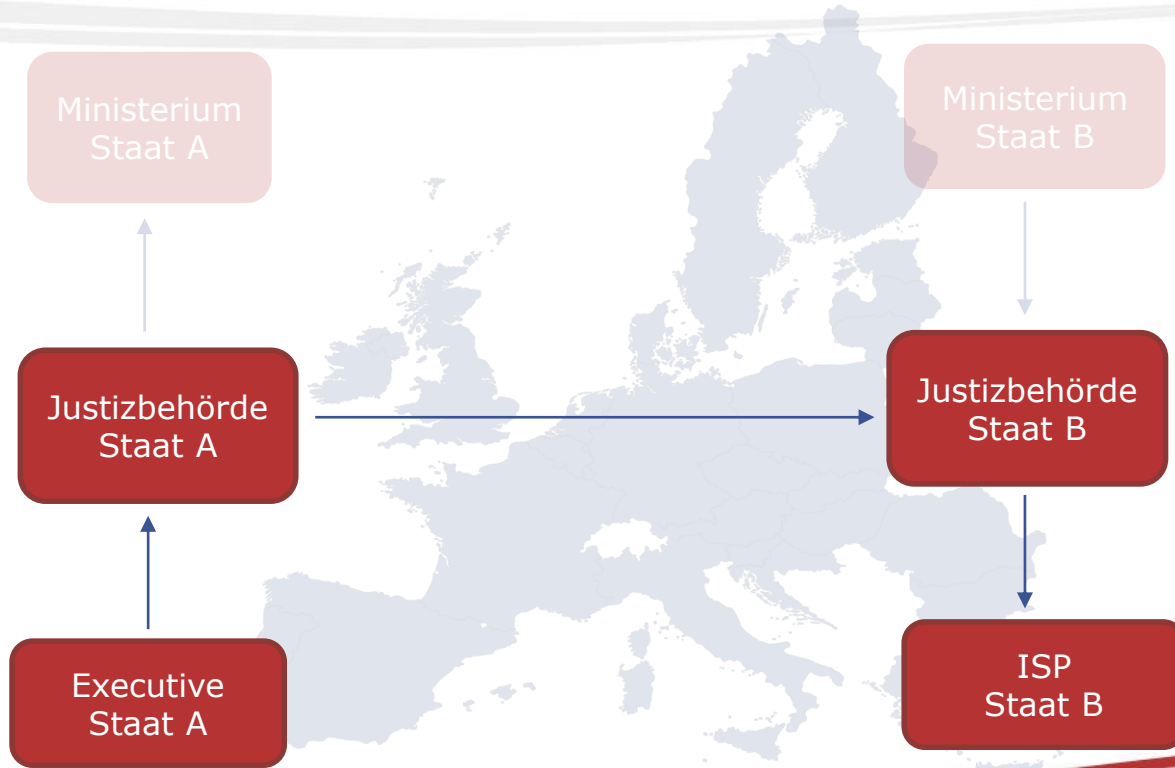 Ministerium
Staat A
Ministerium
Staat B
Justizbehörde
Staat A
Justizbehörde
Staat B
Executive
Staat A
ISP
Staat B